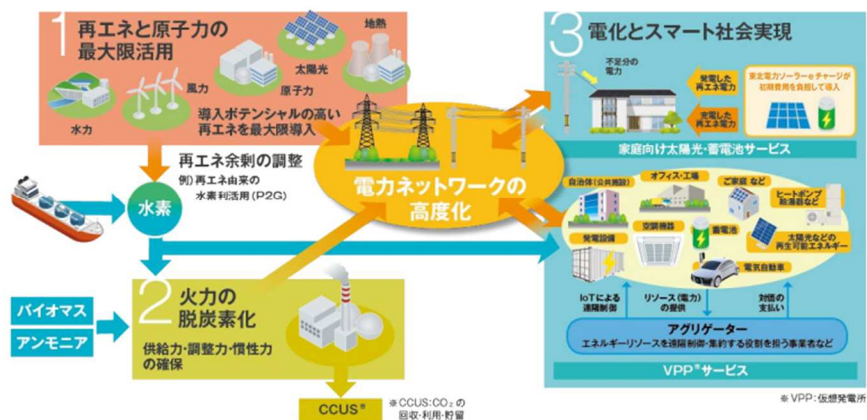 1 再エネと原子力の
最大限活用
水力
風力
原子力
太陽光
地熱
導入ポテンシャルの高い
再エネを最大限導入
再エネ余剰の調整
例)再エネ由来の
水素利活用(P2G)
水素
バイオマス
アンモニア
2 火力の
脱炭素化
供給力・調整力・慣性力
の確保
CCUS※
※CCUS:CO₂の
回収・利用・貯留
電力ネットワークの
高度化
3 電化とスマート社会実現
不足分の
電力
発電した
再エネ電力
充電した
再エネ電力
東北電力ソーラーeチャージが
初期費用を負担して導入
家庭向け太陽光・蓄電池サービス
自治体(公共施設)
オフィス・工場
ご家庭 など
ヒートポンプ
給湯器など
発電設備
空調機器
蓄電池
太陽光などの
再生可能エネルギー
電気自動車
IoTによる
遠隔制御
リソース(電力)
の提供
対価の
支払い
アグリゲーター
エネルギーリソースを遠隔制御・集約する役割を担う事業者など
VPP※サービス
※VPP:仮想発電所